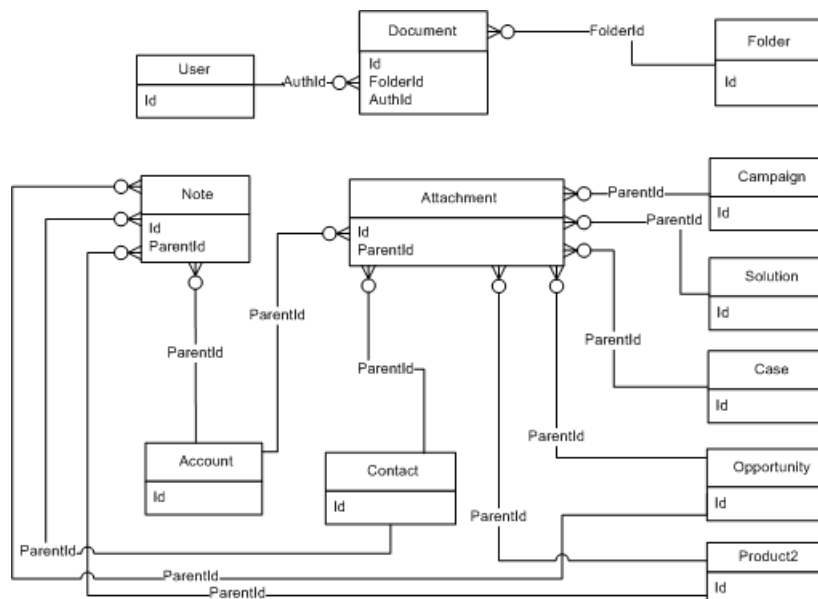 Document
Id
FolderId
AuthId
FolderId
Folder
Id
User
Id
AuthId
Note
Id
ParentId
Attachment
Id
ParentId
ParentId
Campaign
Id
ParentId
Solution
Id
ParentId
ParentId
ParentId
ParentId
Case
Id
Account
Id
Contact
Id
ParentId
Opportunity
Id
ParentId
ParentId
Product2
Id
ParentId
ParentId